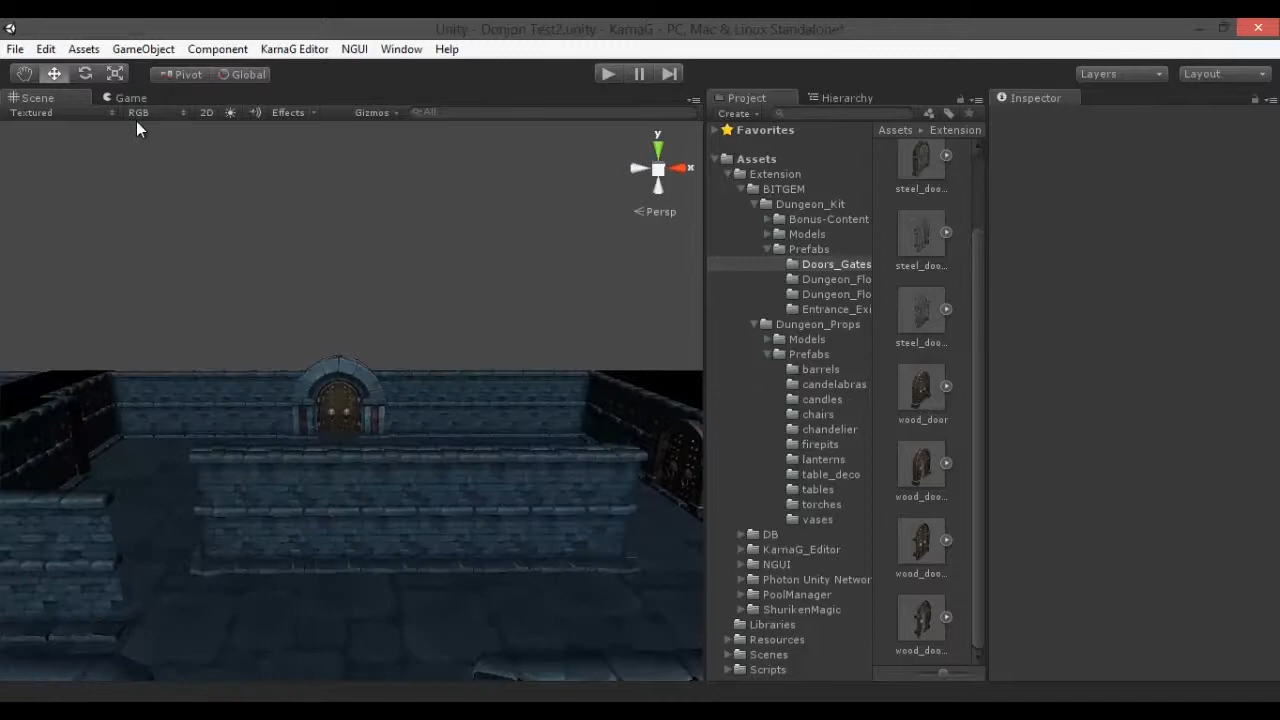 Unity - Donjon Test2.unity - KarnaG - PC, Mac & Linux Standalone*
File Edit Assets GameObject Component KarnaG Editor NGUI Window Help
Pivot Global Layers Layout
Scene Game Project Hierarchy Inspector
Textured RGB 2D Effects Gizmos All Create
Favorites Assets Extension
Assets
Extension
BITGEM
Dungeon_Kit
Bonus-Content
Models
Prefabs
Doors_Gates
Dungeon_Flo
Dungeon_Flo
Entrance_Exi
Dungeon_Props
Models
Prefabs
barrels
candelabras
candles
chairs
chandelier
firepits
lanterns
table_deco
tables
torches
vases
DB
KarnaG_Editor
NGUI
Photon Unity Networ
PoolManager
ShurikenMagic
Libraries
Resources
Scenes
Scripts
steel_doo...
steel_doo...
steel_doo...
wood_door
wood_doo...
wood_doo...
wood_doo...
y
x
Persp